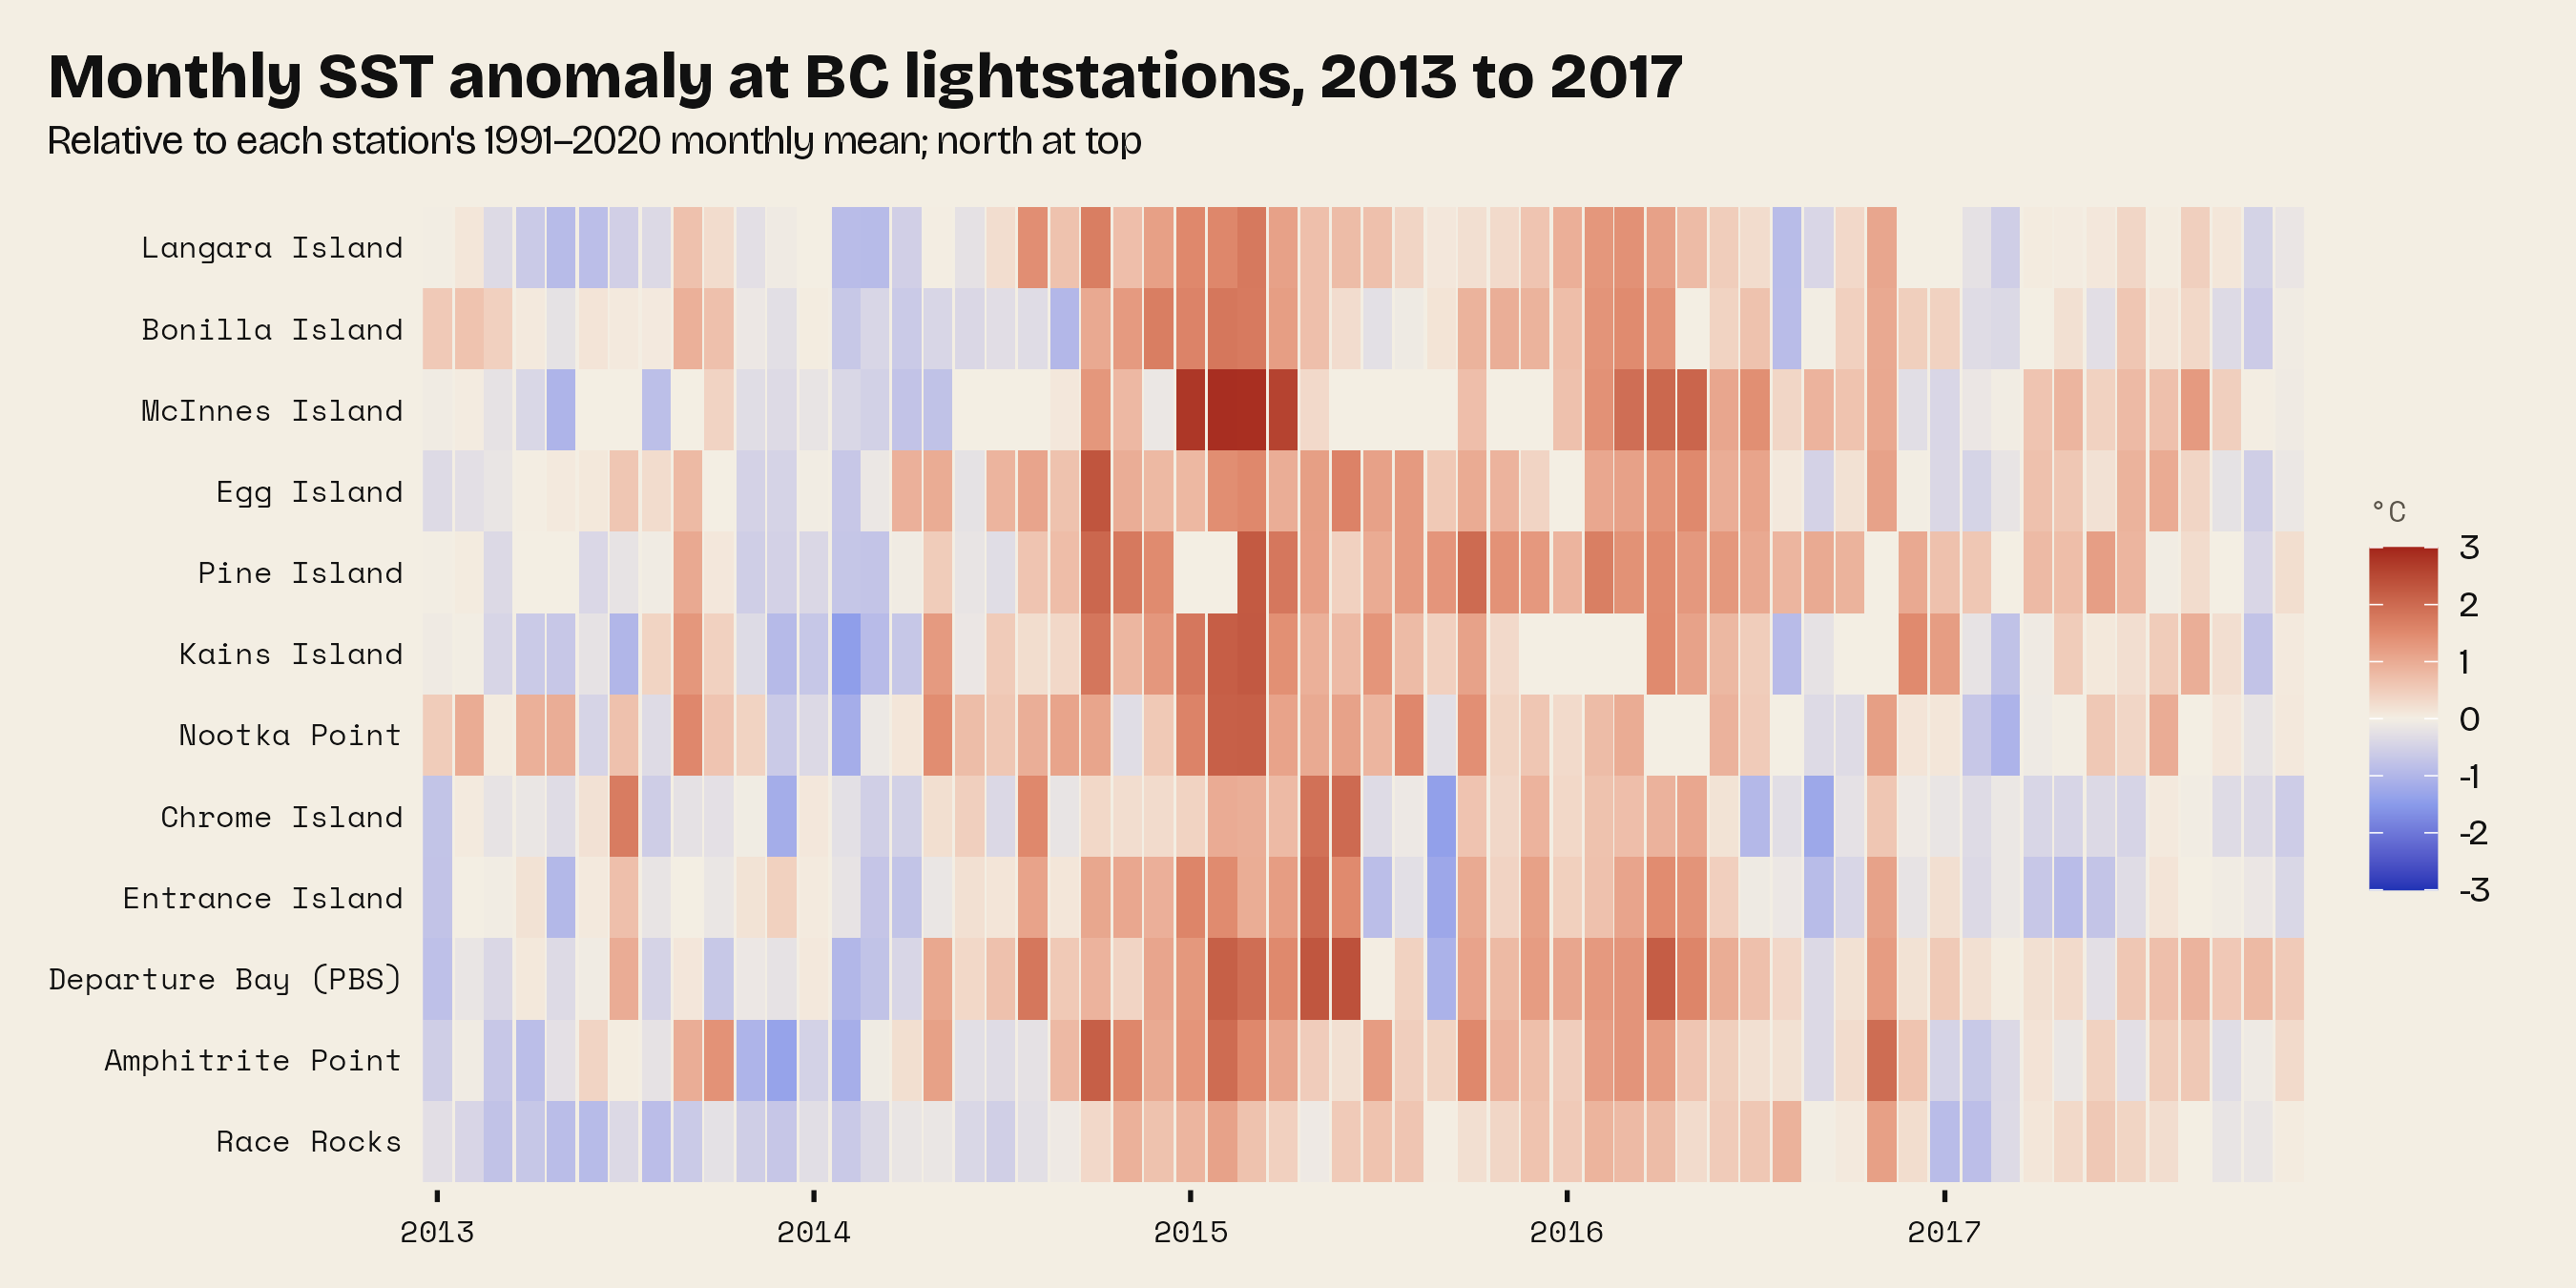 Monthly SST anomaly at BC lightstations, 2013 to 2017
Relative to each station's 1991–2020 monthly mean; north at top
Langara Island
Bonilla Island
McInnes Island
Egg Island
Pine Island
Kains Island
Nootka Point
Chrome Island
Entrance Island
Departure Bay (PBS)
Amphitrite Point
Race Rocks
2013 2014 2015 2016 2017
°C
3
2
1
0
-1
-2
-3